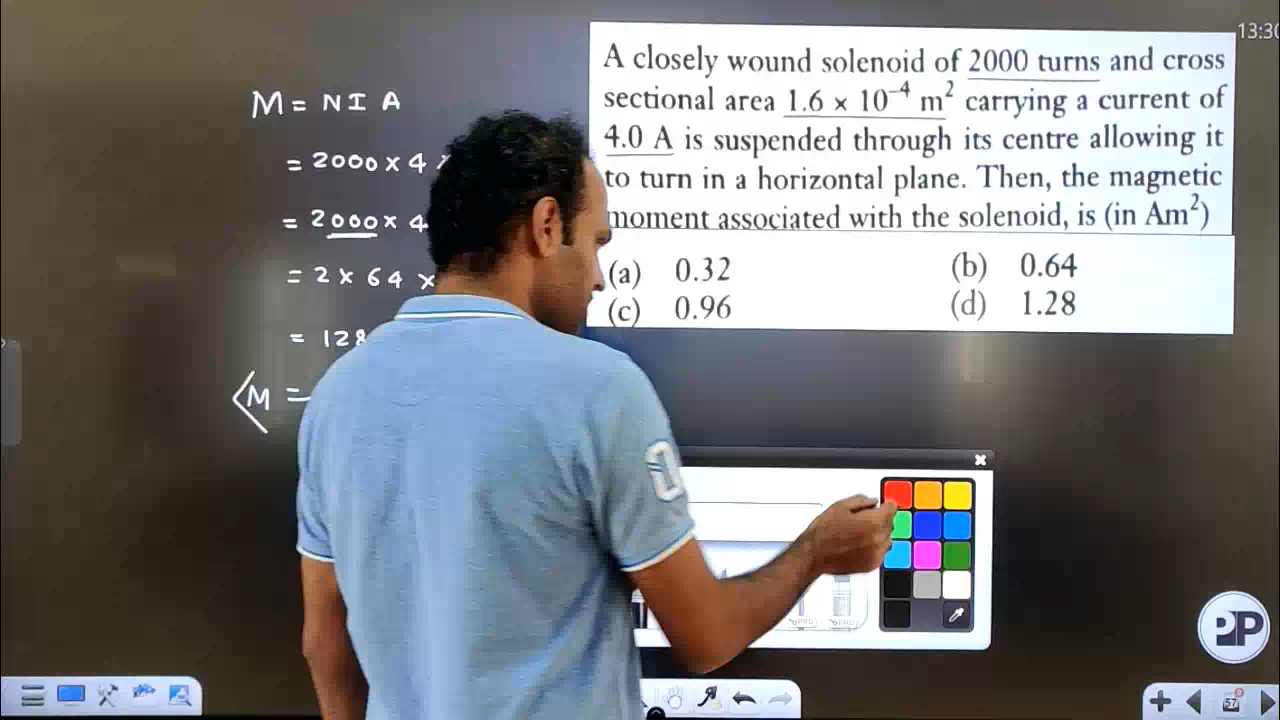 13:30
M = N I A
= 2000 × 4 ×
= 2000 × 4
= 2 × 64 ×
= 128
M =
A closely wound solenoid of 2000 turns and cross
sectional area 1.6 × 10⁻⁴ m² carrying a current of
4.0 A is suspended through its centre allowing it
to turn in a horizontal plane. Then, the magnetic
moment associated with the solenoid, is (in Am²)
(a) 0.32 (b) 0.64
(c) 0.96 (d) 1.28